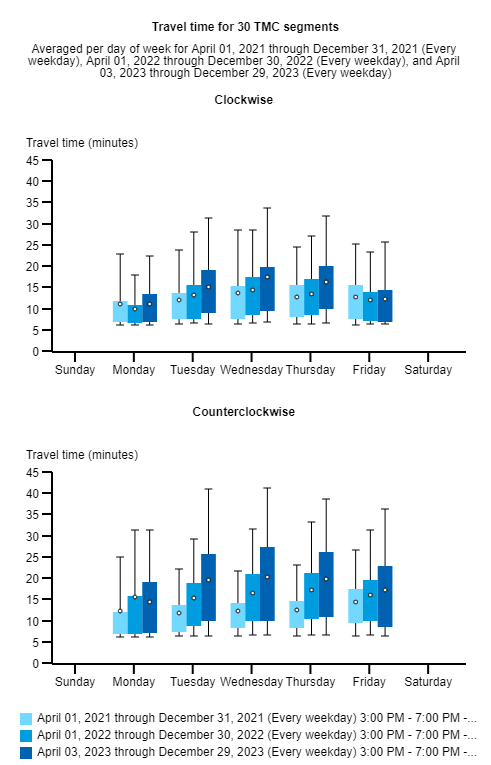 Travel time for 30 TMC segments
Averaged per day of week for April 01, 2021 through December 31, 2021 (Every
weekday), April 01, 2022 through December 30, 2022 (Every weekday), and April
03, 2023 through December 29, 2023 (Every weekday)
Clockwise
Travel time (minutes)
45
40
35
30
25
20
15
10
5
0
Sunday Monday Tuesday Wednesday Thursday Friday Saturday
Counterclockwise
Travel time (minutes)
45
40
35
30
25
20
15
10
5
0
Sunday Monday Tuesday Wednesday Thursday Friday Saturday
April 01, 2021 through December 31, 2021 (Every weekday) 3:00 PM - 7:00 PM -...
April 01, 2022 through December 30, 2022 (Every weekday) 3:00 PM - 7:00 PM -...
April 03, 2023 through December 29, 2023 (Every weekday) 3:00 PM - 7:00 PM -...